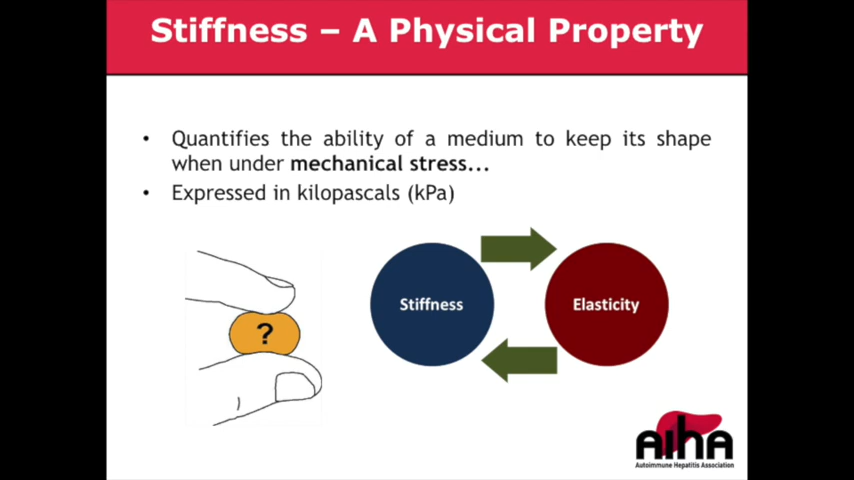 Stiffness – A Physical Property
• Quantifies the ability of a medium to keep its shape
when under mechanical stress...
• Expressed in kilopascals (kPa)
?
Stiffness
Elasticity
AIHA
Autoimmune Hepatitis Association